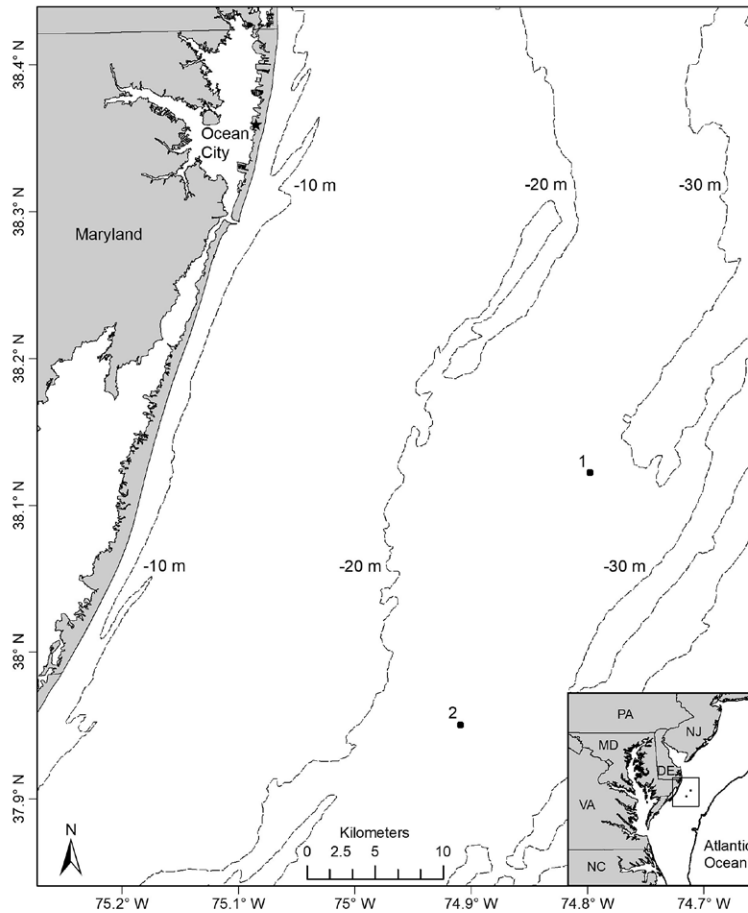 38.4° N
38.3° N
38.2° N
38.1° N
38° N
37.9° N
Ocean
City
Maryland
-10 m
-20 m
-30 m
1
-10 m
-20 m
-30 m
2
N
Kilometers
0 2.5 5 10
PA
NJ
MD
DE
VA
NC
Atlantic
Ocean
75.2° W 75.1° W 75° W 74.9° W 74.8° W 74.7° W